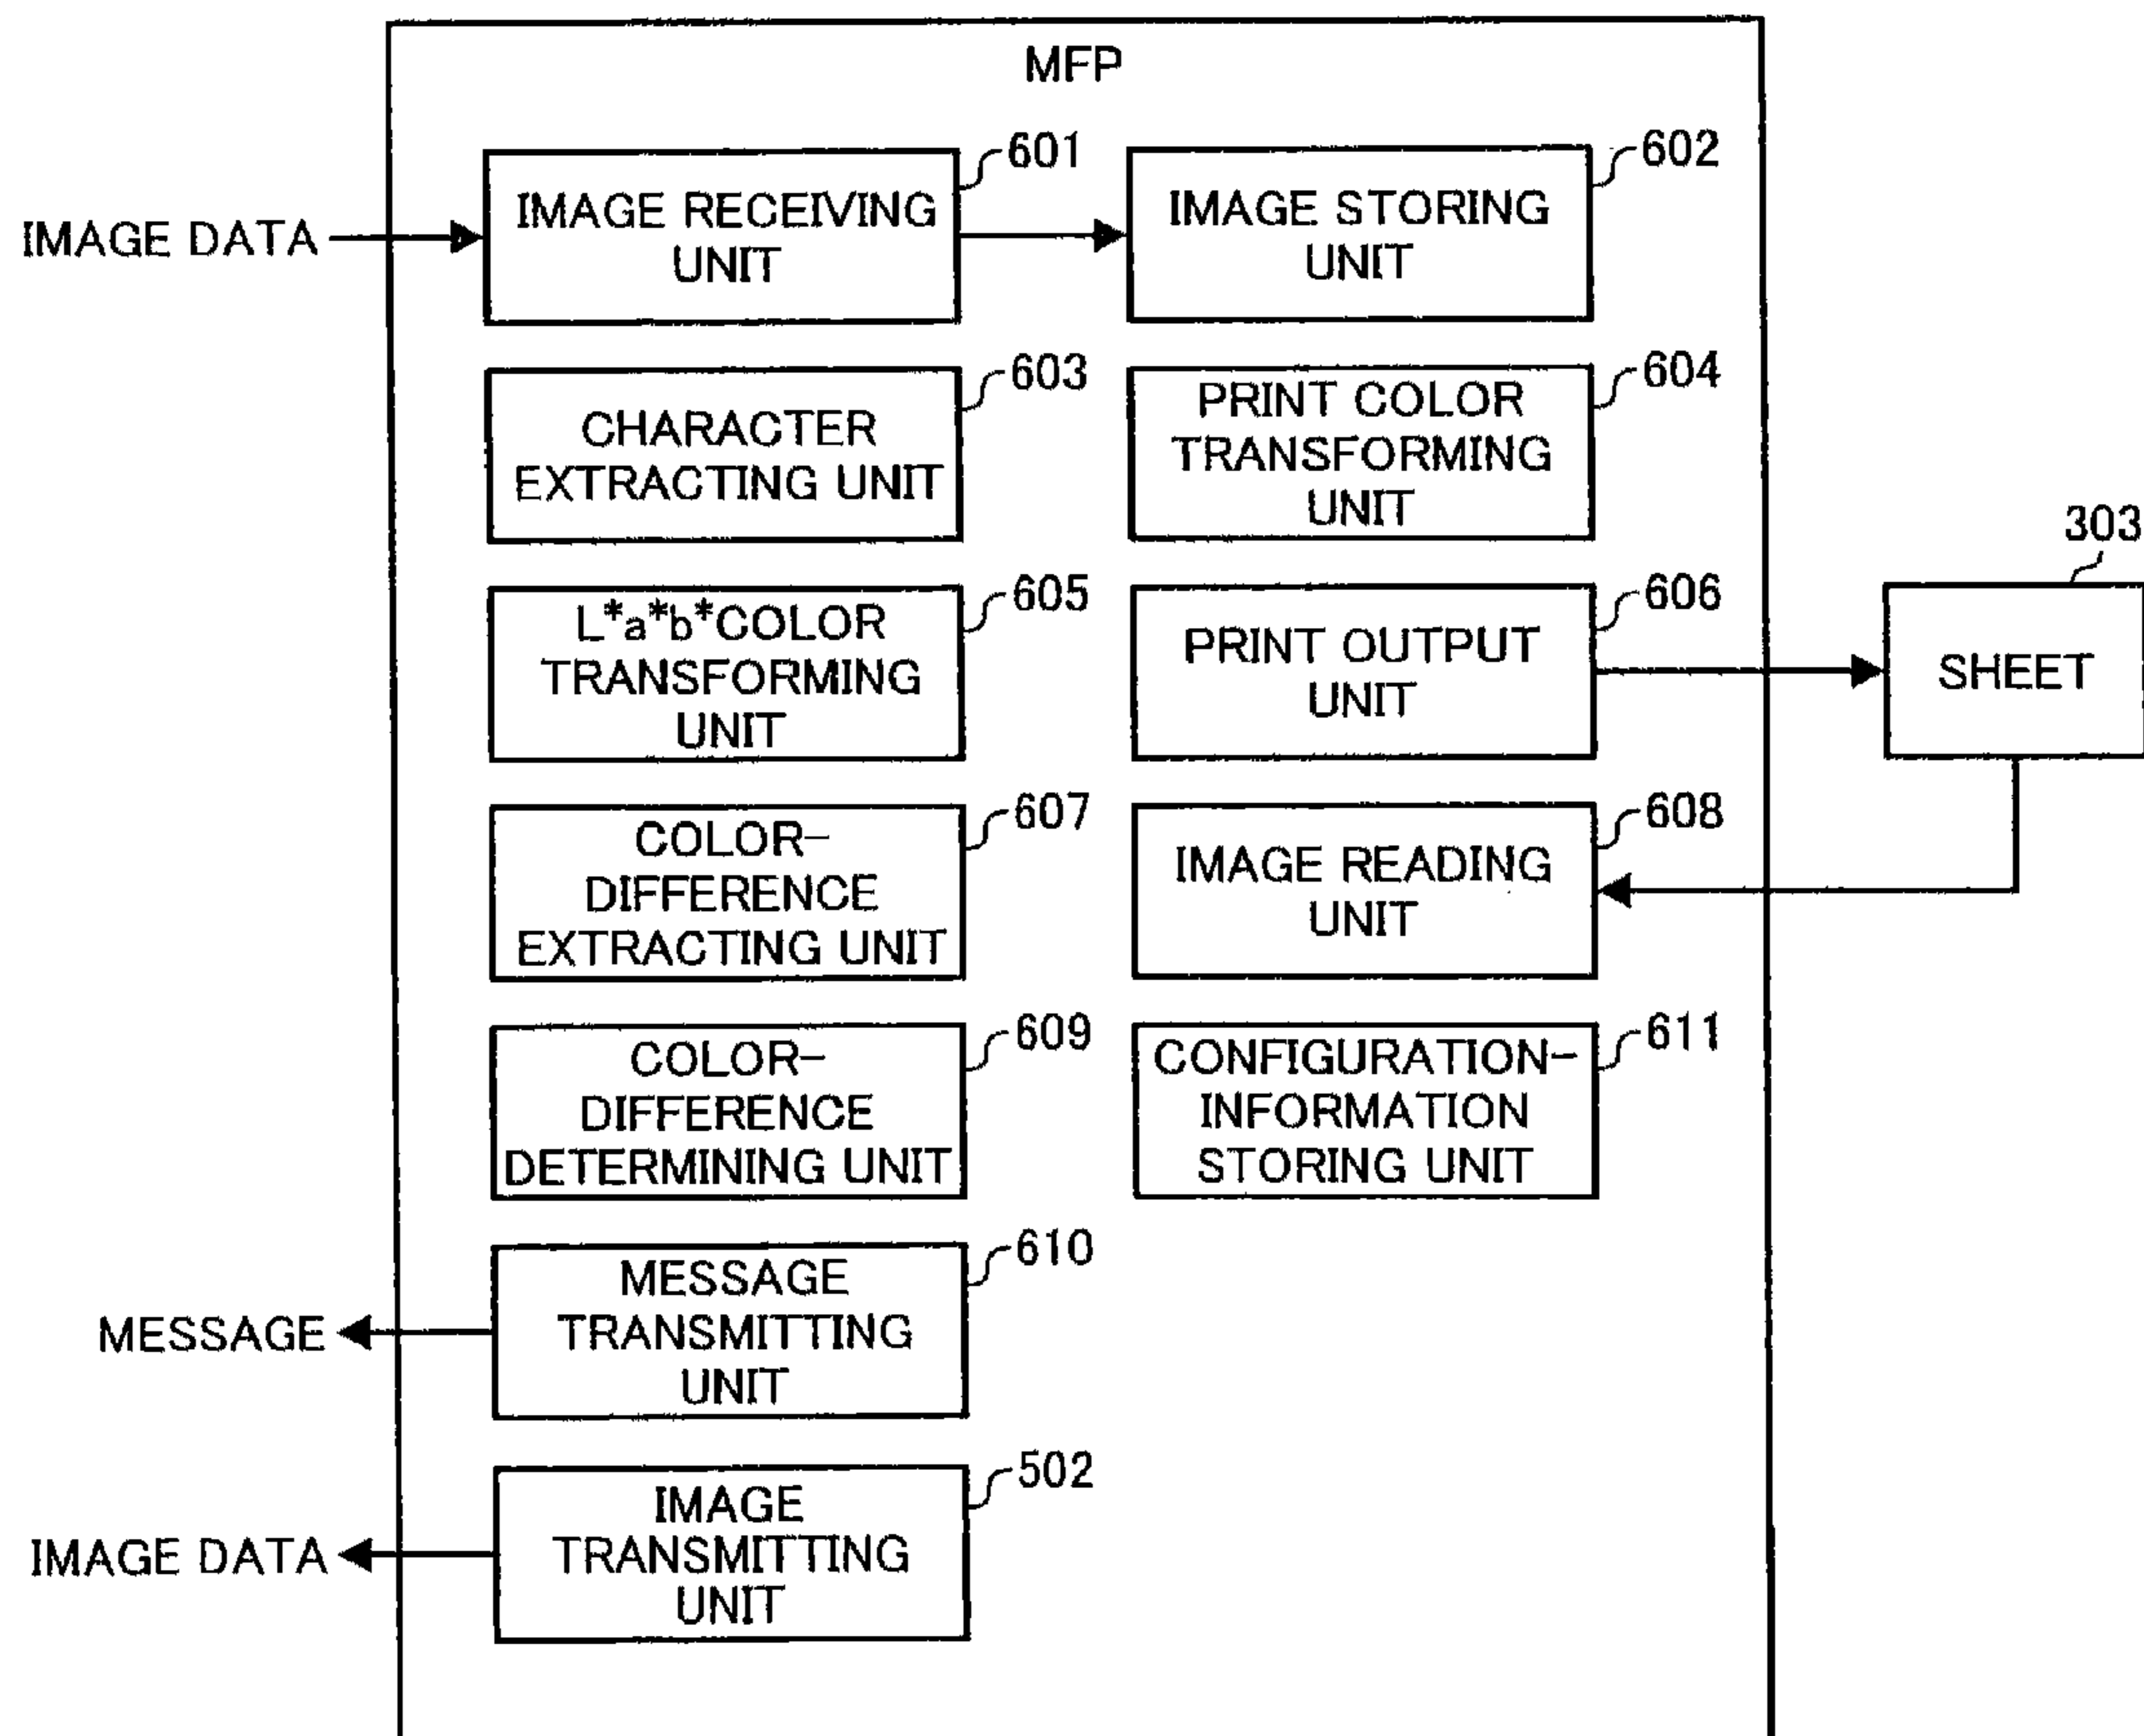 MFP
601
IMAGE DATA
IMAGE RECEIVING
UNIT
602
IMAGE STORING
UNIT
603
CHARACTER
EXTRACTING UNIT
604
PRINT COLOR
TRANSFORMING
UNIT
605
L*a*b*COLOR
TRANSFORMING
UNIT
606
PRINT OUTPUT
UNIT
303
SHEET
607
COLOR-
DIFFERENCE
EXTRACTING UNIT
608
IMAGE READING
UNIT
609
COLOR-
DIFFERENCE
DETERMINING UNIT
611
CONFIGURATION-
INFORMATION
STORING UNIT
610
MESSAGE
TRANSMITTING
UNIT
MESSAGE
502
IMAGE
TRANSMITTING
UNIT
IMAGE DATA